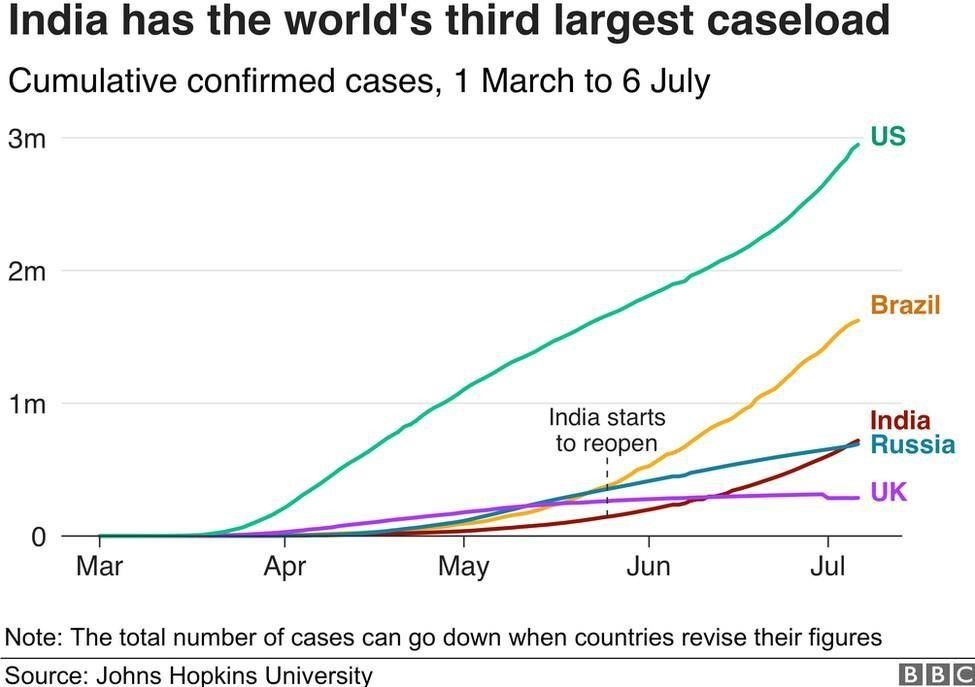 India has the world's third largest caseload
Cumulative confirmed cases, 1 March to 6 July
3m
US
2m
Brazil
1m
India starts
to reopen
India
Russia
UK
0
Mar Apr May Jun Jul
Note: The total number of cases can go down when countries revise their figures
Source: Johns Hopkins University
BBC